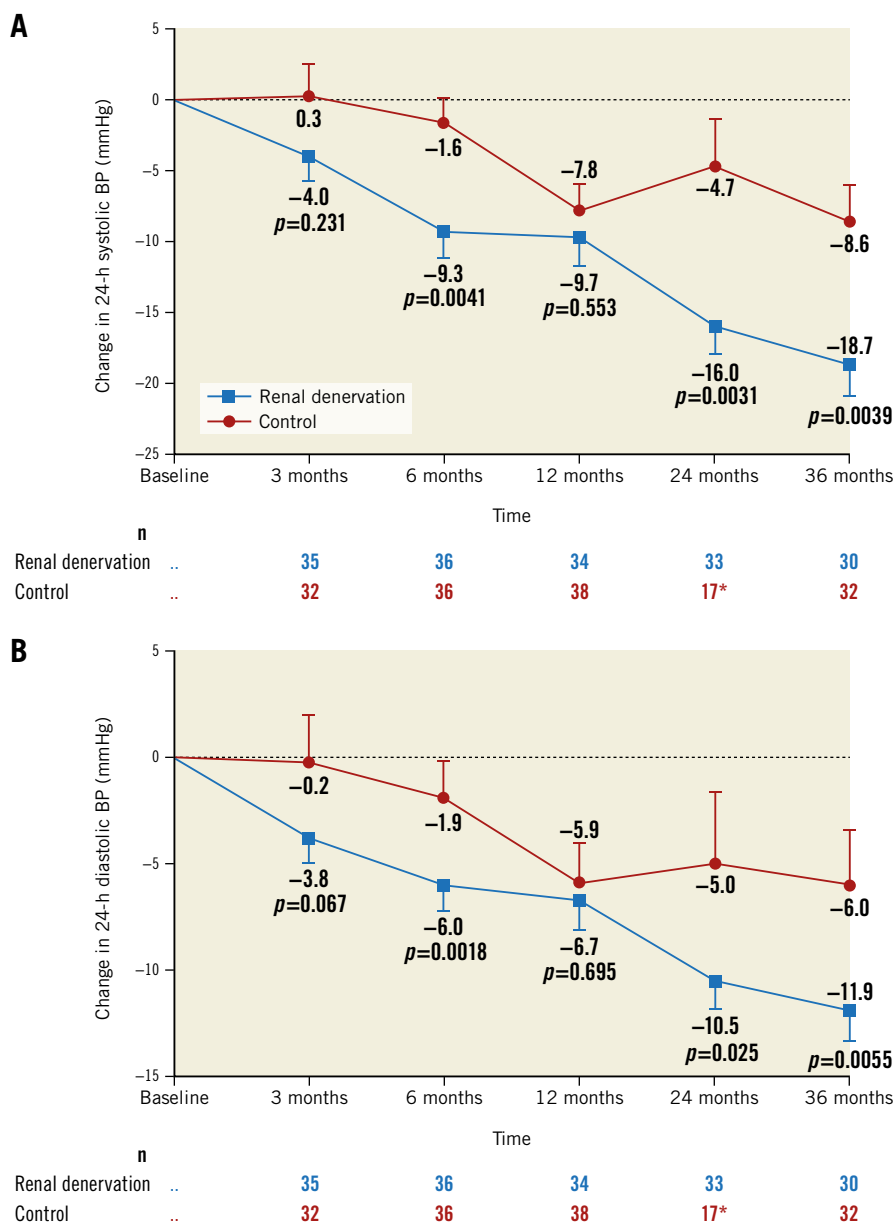 A
Change in 24-h systolic BP (mmHg)
5
0
−5
−10
−15
−20
−25
0.3
−1.6
−7.8
−4.7
−8.6
−4.0
p=0.231
−9.3
p=0.0041
−9.7
p=0.553
−16.0
p=0.0031
−18.7
p=0.0039
Renal denervation
Control
Baseline 3 months 6 months 12 months 24 months 36 months
Time
n
Renal denervation .. 35 36 34 33 30
Control .. 32 36 38 17* 32
B
Change in 24-h diastolic BP (mmHg)
5
0
−5
−10
−15
−0.2
−1.9
−5.9
−5.0
−6.0
−3.8
p=0.067
−6.0
p=0.0018
−6.7
p=0.695
−10.5
p=0.025
−11.9
p=0.0055
Baseline 3 months 6 months 12 months 24 months 36 months
Time
n
Renal denervation .. 35 36 34 33 30
Control .. 32 36 38 17* 32